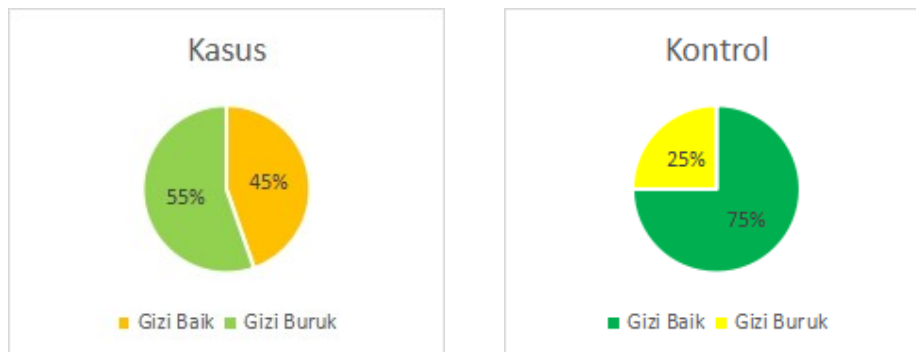 Kasus
45%
55%
Gizi Baik Gizi Buruk
Kontrol
25%
75%
Gizi Baik Gizi Buruk